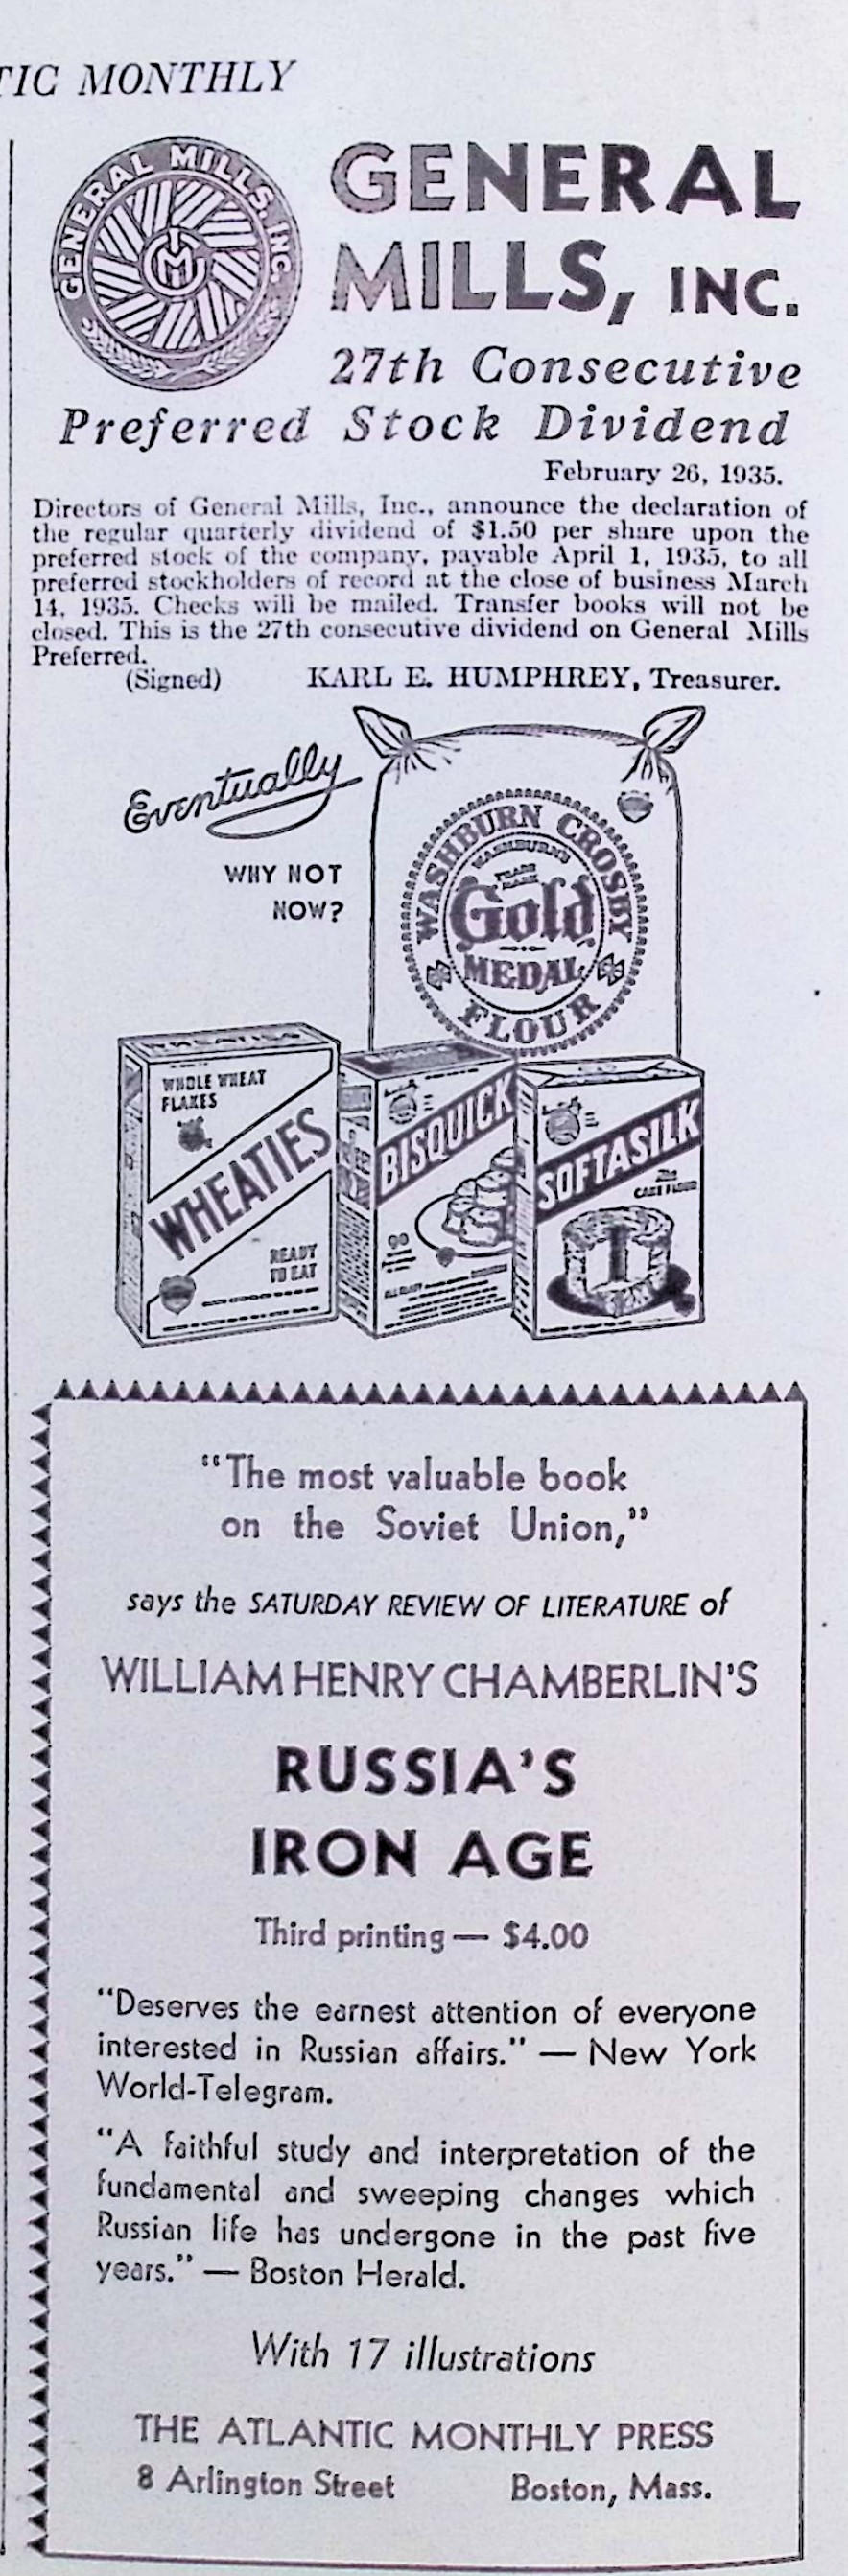 TIC MONTHLY
GENERAL MILLS, INC.
GM
GENERAL
MILLS, INC.
27th Consecutive
Preferred Stock Dividend
February 26, 1935.
Directors of General Mills, Inc., announce the declaration of
the regular quarterly dividend of $1.50 per share upon the
preferred stock of the company, payable April 1, 1935, to all
preferred stockholders of record at the close of business March
14, 1935. Checks will be mailed. Transfer books will not be
closed. This is the 27th consecutive dividend on General Mills
Preferred.
(Signed) KARL E. HUMPHREY, Treasurer.
Eventually
WHY NOT
NOW?
WASHBURN CROSBY
WASHBURN'S
TRADE
MARK
Gold
MEDAL
FLOUR
WHEATIES
WHOLE WHEAT
FLAKES
WHEATIES
READY
TO EAT
BISQUICK
90
SOFTASILK
CAKE FLOUR
"The most valuable book
on the Soviet Union,"
says the SATURDAY REVIEW OF LITERATURE of
WILLIAM HENRY CHAMBERLIN'S
RUSSIA'S
IRON AGE
Third printing — $4.00
"Deserves the earnest attention of everyone
interested in Russian affairs." — New York
World-Telegram.
"A faithful study and interpretation of the
fundamental and sweeping changes which
Russian life has undergone in the past five
years." — Boston Herald.
With 17 illustrations
THE ATLANTIC MONTHLY PRESS
8 Arlington Street Boston, Mass.